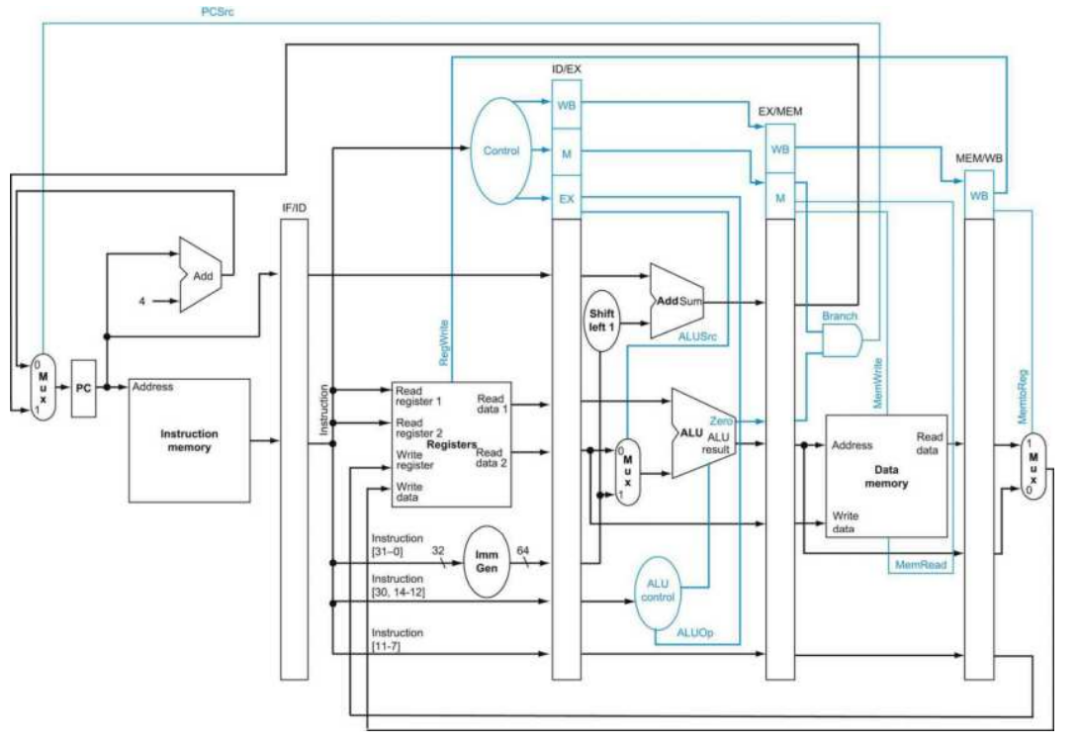 PCSrc
ID/EX
WB
EX/MEM
Control
M
WB
MEM/WB
EX
M
WB
IF/ID
Add
4
Add Sum
Shift
left 1
ALUSrc
Branch
RegWrite
MemWrite
MemtoReg
0
M
u
x
1
PC
Address
Instruction
memory
Instruction
Read
register 1
Read
data 1
Read
register 2
Registers
Read
data 2
Write
register
Write
data
0
M
u
x
1
Zero
ALU
ALU
result
Address
Read
data
Data
memory
Write
data
1
M
u
x
0
MemRead
Instruction
[31–0]
32
Imm
Gen
64
Instruction
[30, 14-12]
ALU
control
ALUOp
Instruction
[11-7]